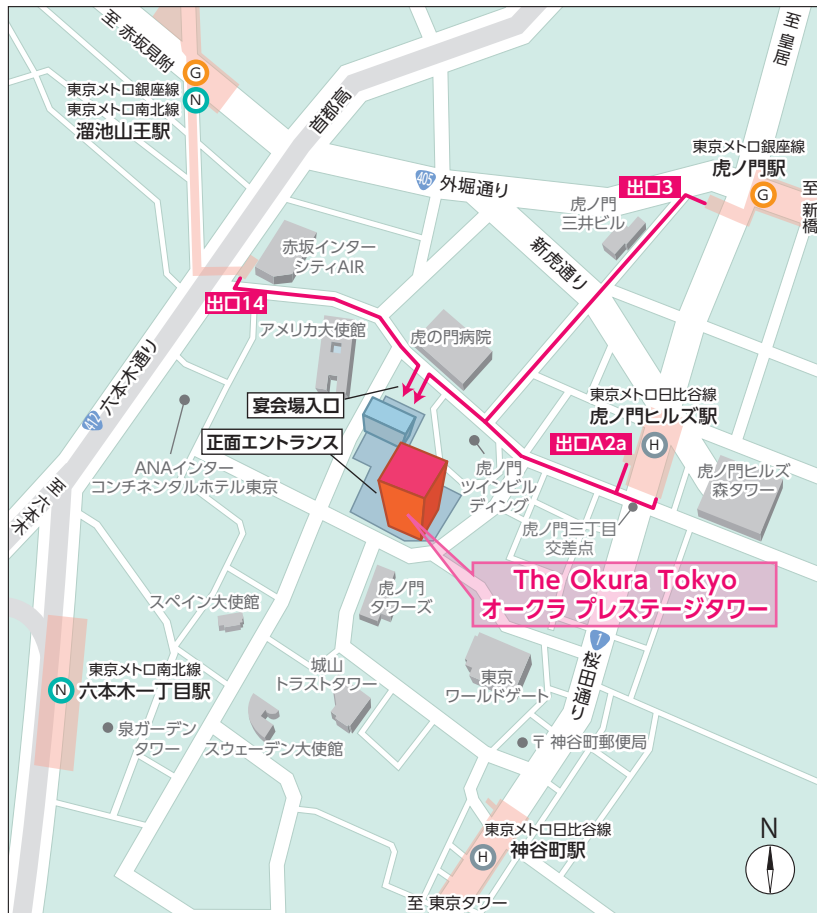 至 赤坂見附
G
東京メトロ銀座線
N
東京メトロ南北線
溜池山王駅
首都高
至 皇居
東京メトロ銀座線
虎ノ門駅
G
至 新橋
405
外堀通り
出口3
虎ノ門
三井ビル
新虎通り
赤坂インター
シティAIR
出口14
アメリカ大使館
虎の門病院
412
六本木通り
宴会場入口
正面エントランス
東京メトロ日比谷線
虎ノ門ヒルズ駅
H
出口A2a
ANAインター
コンチネンタルホテル東京
至 六本木
虎ノ門
ツインビル
ディング
虎ノ門ヒルズ
森タワー
虎ノ門三丁目
交差点
The Okura Tokyo
オークラ プレステージタワー
虎ノ門
タワーズ
スペイン大使館
1
桜田通り
東京メトロ南北線
N
六本木一丁目駅
城山
トラストタワー
東京
ワールドゲート
泉ガーデン
タワー
スウェーデン大使館
〒 神谷町郵便局
東京メトロ日比谷線
H
神谷町駅
N
至 東京タワー